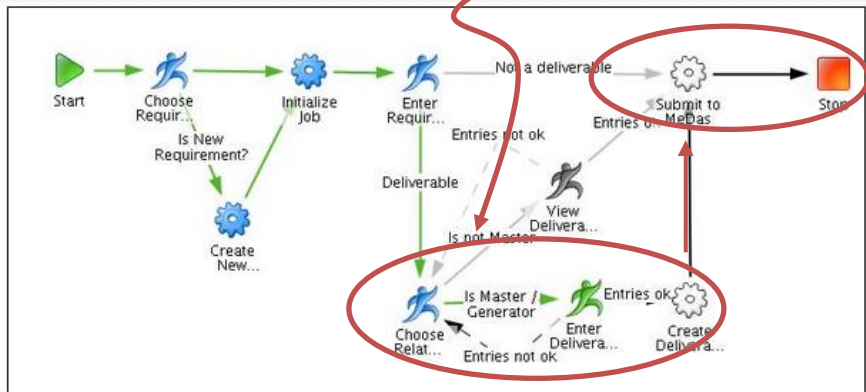 Not a deliverable
Start
Choose
Requir...
Initialize
Job
Enter
Requir...
Submit to
MeDas
Stop
Is New
Requirement?
Entries not ok
Entries ok
Deliverable
View
Delivera...
Create
New...
Is not Master
Is Master /
Generator
Entries ok
Choose
Relat...
Enter
Delivera...
Create
Delivera...
Entries not ok